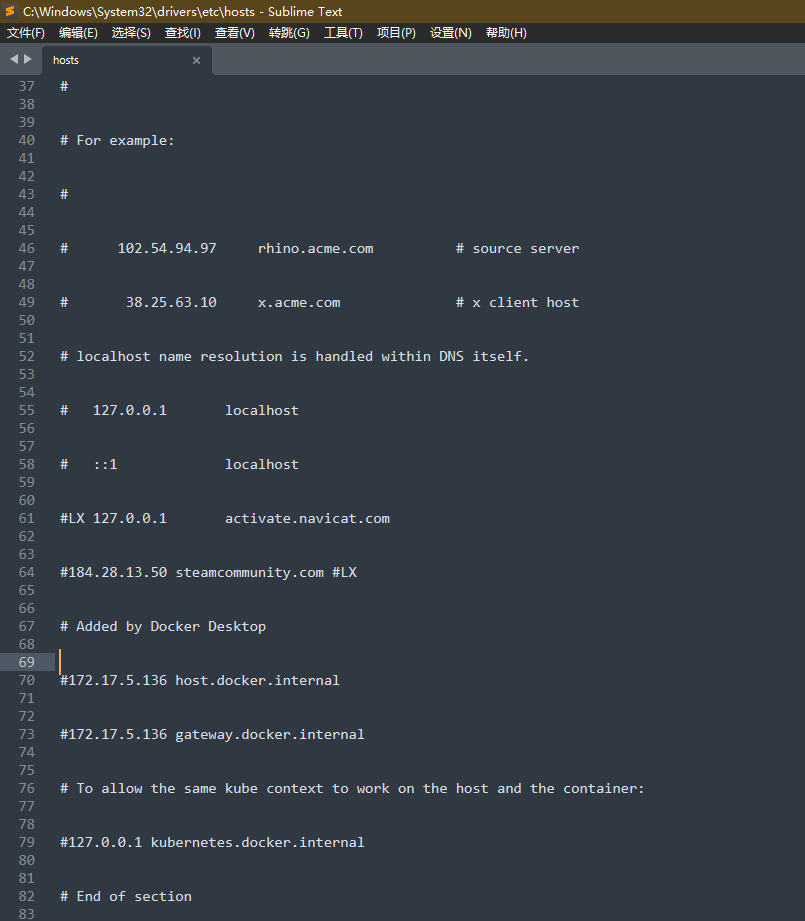 C:\Windows\System32\drivers\etc\hosts - Sublime Text
文件(F) 编辑(E) 选择(S) 查找(I) 查看(V) 转跳(G) 工具(T) 项目(P) 设置(N) 帮助(H)
hosts ×
37 #
38
39
40 # For example:
41
42
43 #
44
45
46 # 102.54.94.97 rhino.acme.com # source server
47
48
49 # 38.25.63.10 x.acme.com # x client host
50
51
52 # localhost name resolution is handled within DNS itself.
53
54
55 # 127.0.0.1 localhost
56
57
58 # ::1 localhost
59
60
61 #LX 127.0.0.1 activate.navicat.com
62
63
64 #184.28.13.50 steamcommunity.com #LX
65
66
67 # Added by Docker Desktop
68
69
70 #172.17.5.136 host.docker.internal
71
72
73 #172.17.5.136 gateway.docker.internal
74
75
76 # To allow the same kube context to work on the host and the container:
77
78
79 #127.0.0.1 kubernetes.docker.internal
80
81
82 # End of section
83